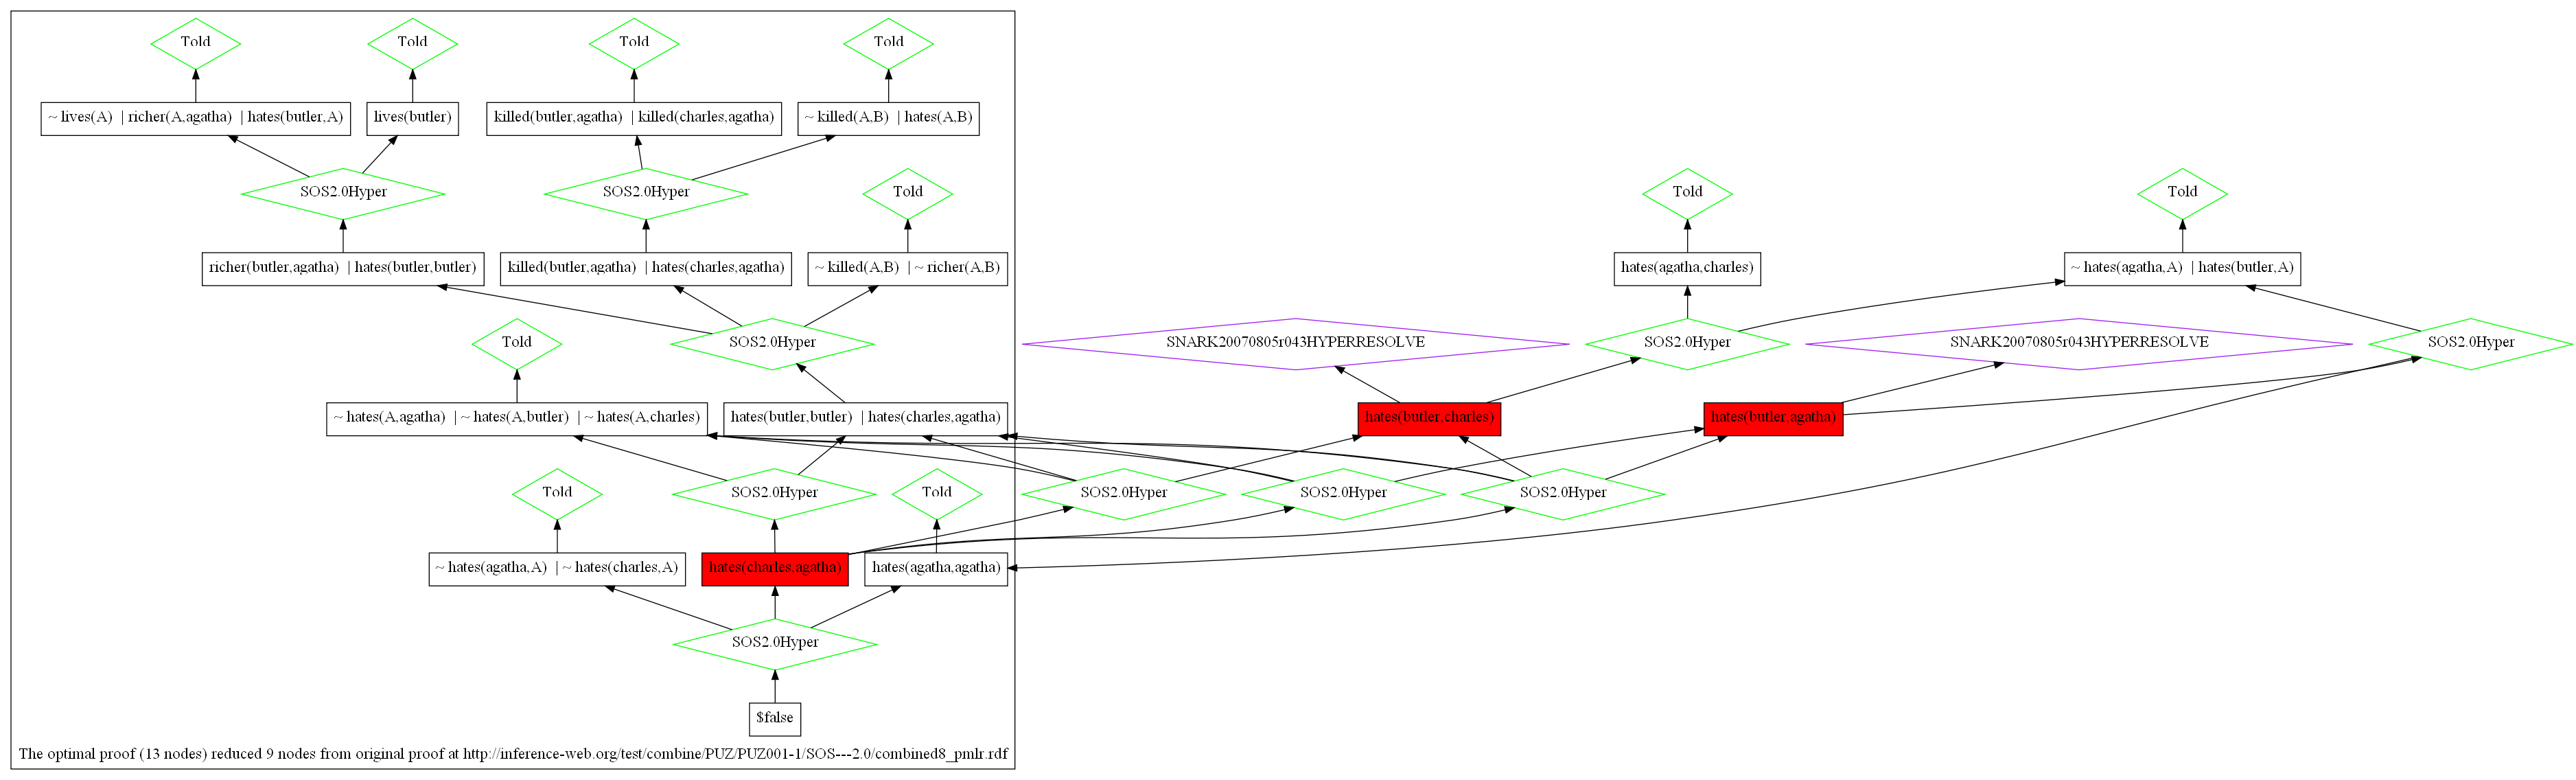 Told
Told
Told
Told
~ lives(A) | richer(A,agatha) | hates(butler,A)
lives(butler)
killed(butler,agatha) | killed(charles,agatha)
~ killed(A,B) | hates(A,B)
SOS2.0Hyper
SOS2.0Hyper
Told
Told
Told
richer(butler,agatha) | hates(butler,butler)
killed(butler,agatha) | hates(charles,agatha)
~ killed(A,B) | ~ richer(A,B)
hates(agatha,charles)
~ hates(agatha,A) | hates(butler,A)
Told
SOS2.0Hyper
SNARK20070805r043HYPERRESOLVE
SOS2.0Hyper
SNARK20070805r043HYPERRESOLVE
SOS2.0Hyper
~ hates(A,agatha) | ~ hates(A,butler) | ~ hates(A,charles)
hates(butler,butler) | hates(charles,agatha)
hates(butler,charles)
hates(butler,agatha)
Told
SOS2.0Hyper
Told
SOS2.0Hyper
SOS2.0Hyper
SOS2.0Hyper
~ hates(agatha,A) | ~ hates(charles,A)
hates(charles,agatha)
hates(agatha,agatha)
SOS2.0Hyper
$false
The optimal proof (13 nodes) reduced 9 nodes from original proof at http://inference-web.org/test/combine/PUZ/PUZ001-1/SOS---2.0/combined8_pmlr.rdf